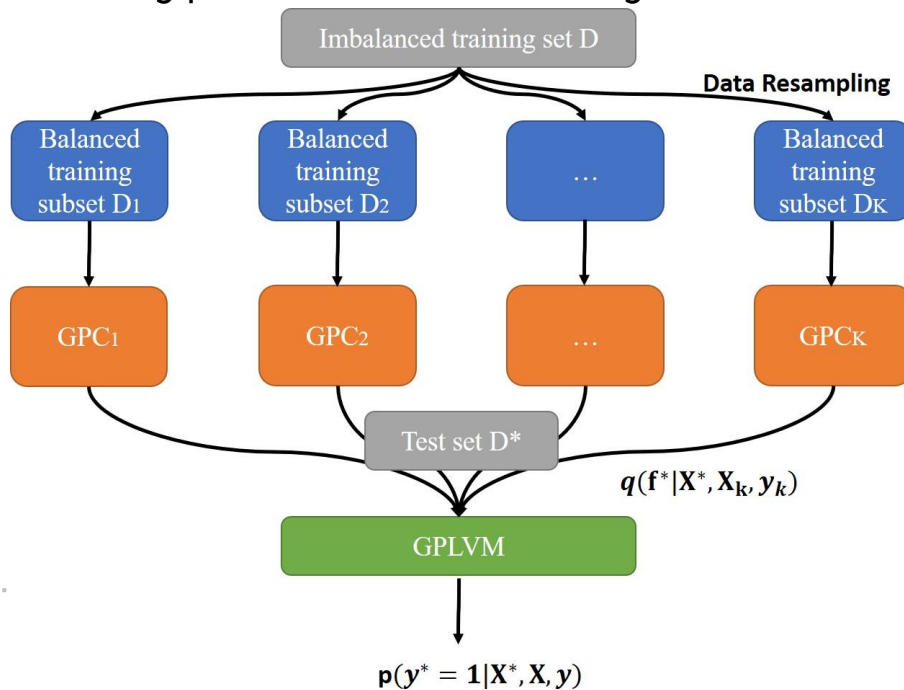 Imbalanced training set D
Data Resampling
Balanced
training
subset D₁
Balanced
training
subset D₂
...
Balanced
training
subset Dₖ
GPC₁
GPC₂
...
GPCₖ
Test set D*
q(f*|X*, Xₖ, yₖ)
GPLVM
p(y* = 1|X*, X, y)